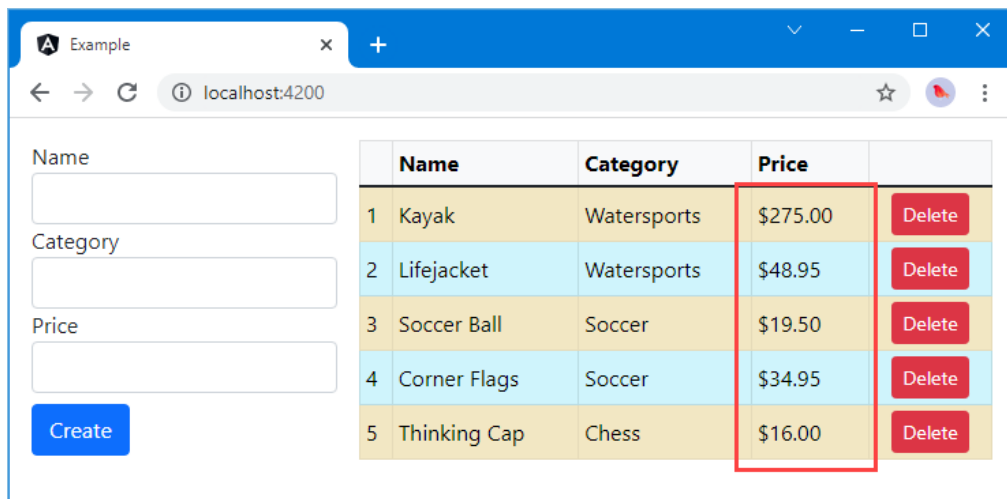 Example
localhost:4200
Name
Category
Price
Create
Name Category Price
1 Kayak Watersports $275.00 Delete
2 Lifejacket Watersports $48.95 Delete
3 Soccer Ball Soccer $19.50 Delete
4 Corner Flags Soccer $34.95 Delete
5 Thinking Cap Chess $16.00 Delete